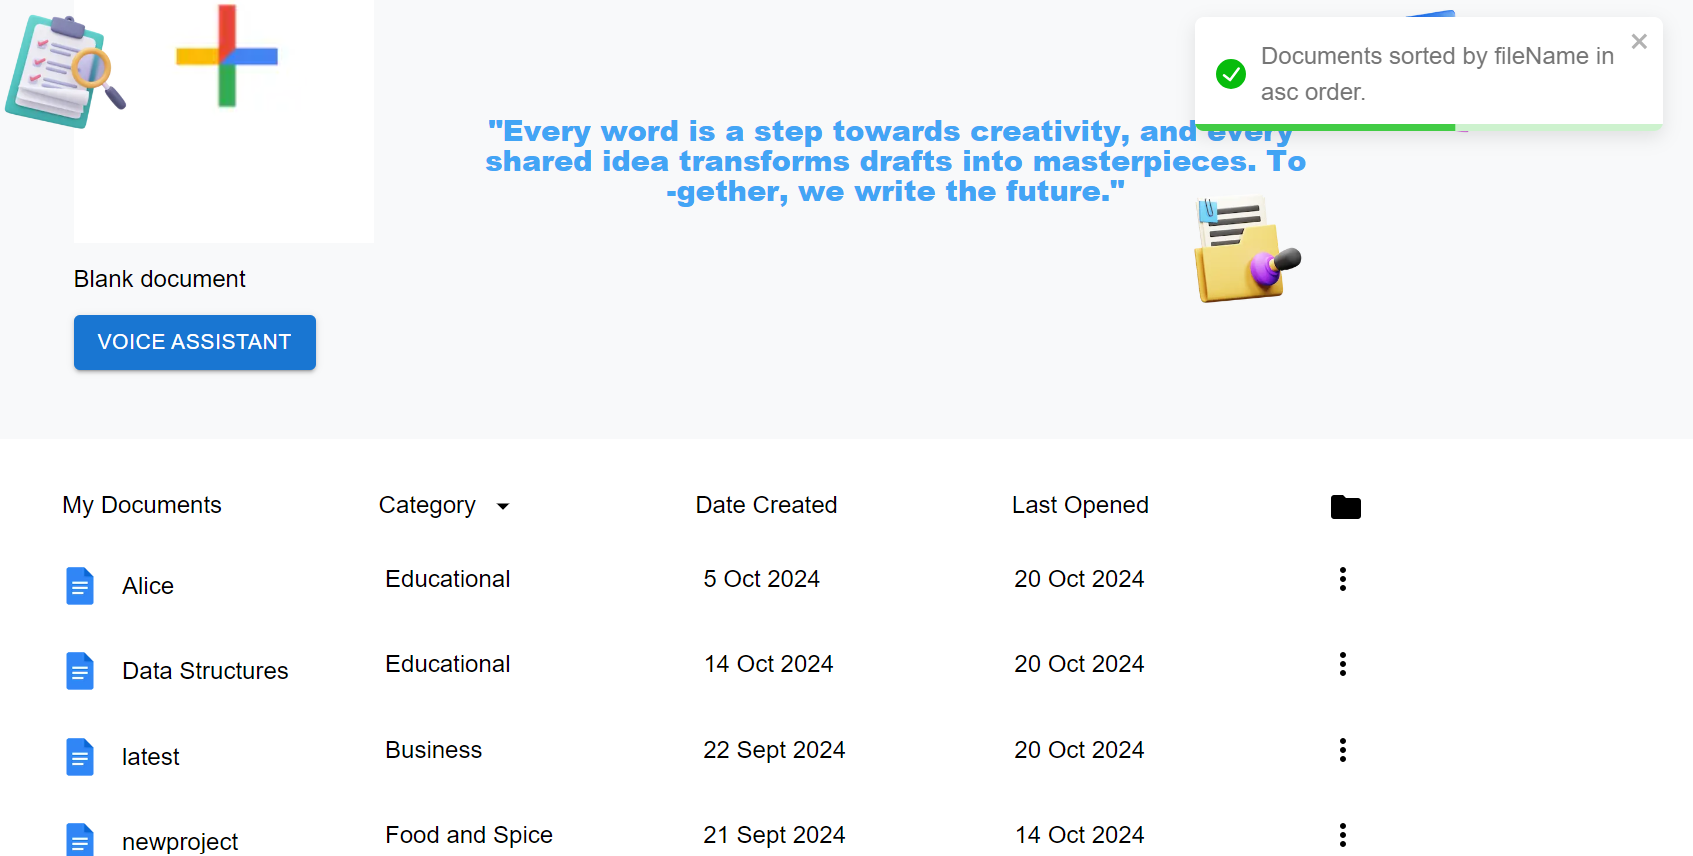 Documents sorted by fileName in
asc order.
"Every word is a step towards creativity, and every
shared idea transforms drafts into masterpieces. To
-gether, we write the future."
Blank document
VOICE ASSISTANT
My Documents Category Date Created Last Opened
Alice Educational 5 Oct 2024 20 Oct 2024
Data Structures Educational 14 Oct 2024 20 Oct 2024
latest Business 22 Sept 2024 20 Oct 2024
newproject Food and Spice 21 Sept 2024 14 Oct 2024